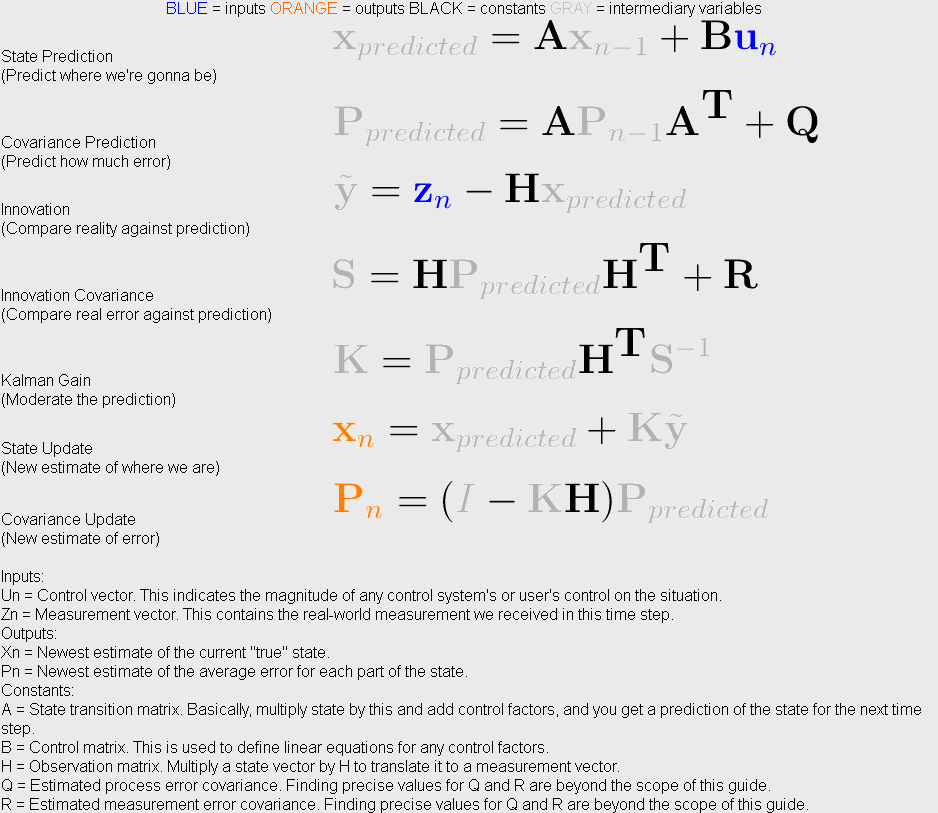 BLUE = inputs ORANGE = outputs BLACK = constants GRAY = intermediary variables
State Prediction
(Predict where we're gonna be)
x_predicted = Ax_{n−1} + Bu_n
Covariance Prediction
(Predict how much error)
P_predicted = AP_{n−1}A^T + Q
Innovation
(Compare reality against prediction)
ỹ = z_n − Hx_predicted
Innovation Covariance
(Compare real error against prediction)
S = HP_predicted H^T + R
Kalman Gain
(Moderate the prediction)
K = P_predicted H^T S^{−1}
State Update
(New estimate of where we are)
x_n = x_predicted + Kỹ
Covariance Update
(New estimate of error)
P_n = (I − KH)P_predicted
Inputs:
Un = Control vector. This indicates the magnitude of any control system's or user's control on the situation.
Zn = Measurement vector. This contains the real-world measurement we received in this time step.
Outputs:
Xn = Newest estimate of the current "true" state.
Pn = Newest estimate of the average error for each part of the state.
Constants:
A = State transition matrix. Basically, multiply state by this and add control factors, and you get a prediction of the state for the next time
step.
B = Control matrix. This is used to define linear equations for any control factors.
H = Observation matrix. Multiply a state vector by H to translate it to a measurement vector.
Q = Estimated process error covariance. Finding precise values for Q and R are beyond the scope of this guide.
R = Estimated measurement error covariance. Finding precise values for Q and R are beyond the scope of this guide.